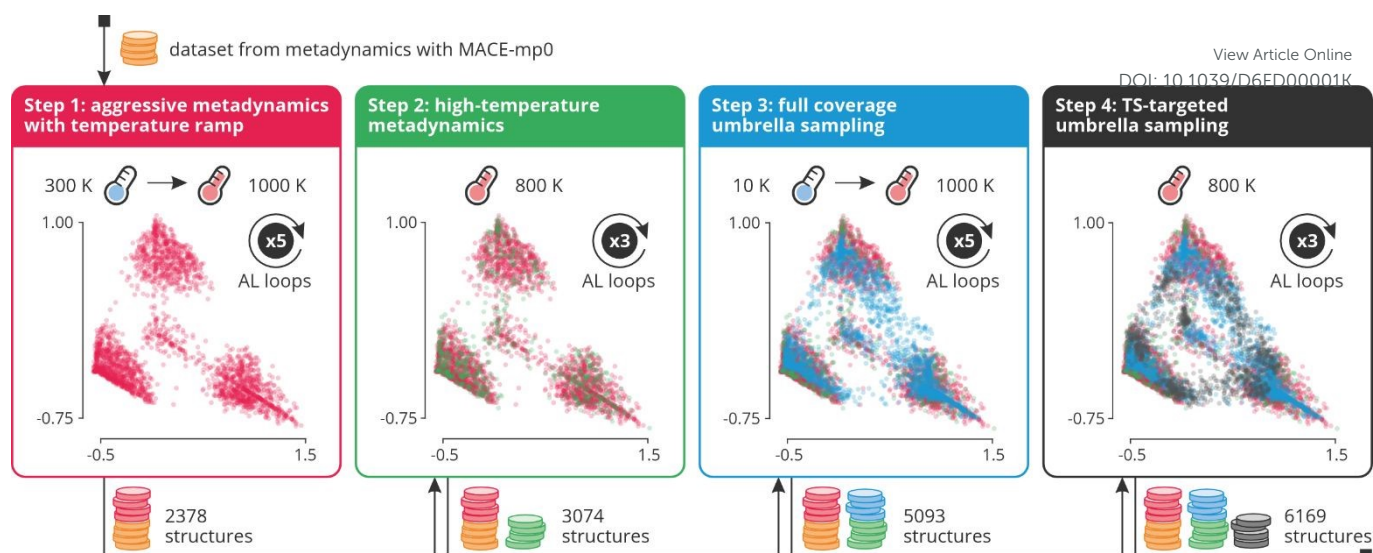 dataset from metadynamics with MACE-mp0
View Article Online
DOI: 10.1039/D6FD00001K
Step 1: aggressive metadynamics
with temperature ramp
300 K
1000 K
1.00
x5
AL loops
-0.75
-0.5
1.5
2378
structures
Step 2: high-temperature
metadynamics
800 K
1.00
x3
AL loops
-0.75
-0.5
1.5
3074
structures
Step 3: full coverage
umbrella sampling
10 K
1000 K
1.00
x5
AL loops
-0.75
-0.5
1.5
5093
structures
Step 4: TS-targeted
umbrella sampling
800 K
1.00
x3
AL loops
-0.75
-0.5
1.5
6169
structures